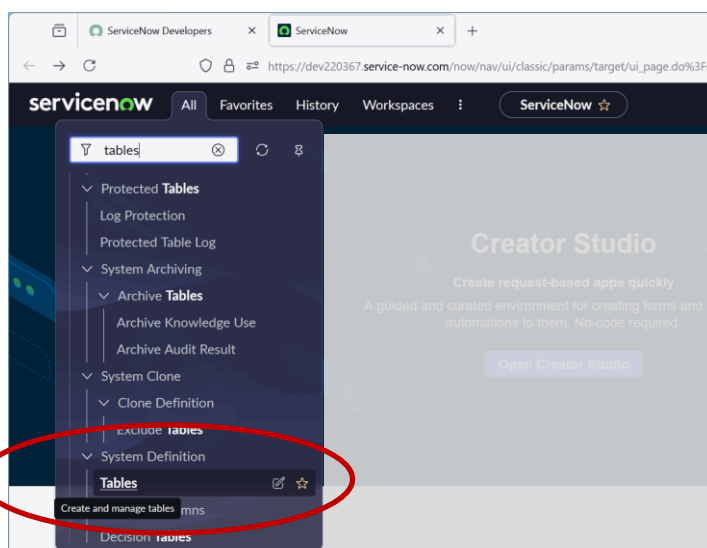 ServiceNow Developers
ServiceNow
https://dev220367.service-now.com/now/nav/ui/classic/params/target/ui_page.do%3F
servicenow
All
Favorites
History
Workspaces
ServiceNow
tables
Protected Tables
Log Protection
Protected Table Log
System Archiving
Archive Tables
Archive Knowledge Use
Archive Audit Result
System Clone
Clone Definition
Exclude Tables
System Definition
Tables
Create and manage tables
mns
Decision Tables
Creator Studio
Create request-based apps quickly
A guided and curated environment for creating forms and
automations to them. No-code required.
Open Creator Studio